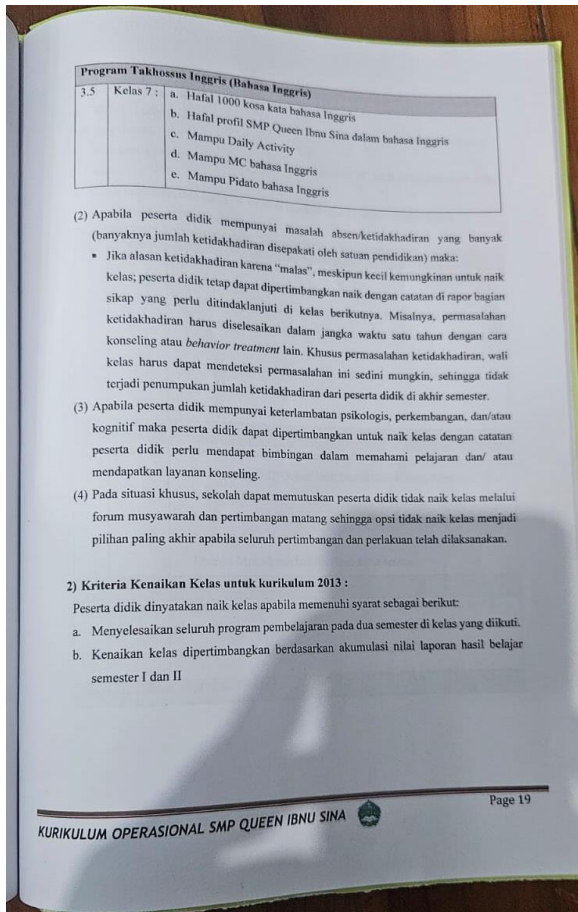 Program Takhossus Inggris (Bahasa Inggris)
3.5 Kelas 7 : a. Hafal 1000 kosa kata bahasa Inggris
b. Hafal profil SMP Queen Ibnu Sina dalam bahasa Inggris
c. Mampu Daily Activity
d. Mampu MC bahasa Inggris
e. Mampu Pidato bahasa Inggris
(2) Apabila peserta didik mempunyai masalah absen/ketidakhadiran yang banyak
(banyaknya jumlah ketidakhadiran disepakati oleh satuan pendidikan) maka:
• Jika alasan ketidakhadiran karena "malas", meskipun kecil kemungkinan untuk naik
kelas; peserta didik tetap dapat dipertimbangkan naik dengan catatan di rapor bagian
sikap yang perlu ditindaklanjuti di kelas berikutnya. Misalnya, permasalahan
ketidakhadiran harus diselesaikan dalam jangka waktu satu tahun dengan cara
konseling atau behavior treatment lain. Khusus permasalahan ketidakhadiran, wali
kelas harus dapat mendeteksi permasalahan ini sedini mungkin, sehingga tidak
terjadi penumpukan jumlah ketidakhadiran dari peserta didik di akhir semester.
(3) Apabila peserta didik mempunyai keterlambatan psikologis, perkembangan, dan/atau
kognitif maka peserta didik dapat dipertimbangkan untuk naik kelas dengan catatan
peserta didik perlu mendapat bimbingan dalam memahami pelajaran dan/ atau
mendapatkan layanan konseling.
(4) Pada situasi khusus, sekolah dapat memutuskan peserta didik tidak naik kelas melalui
forum musyawarah dan pertimbangan matang sehingga opsi tidak naik kelas menjadi
pilihan paling akhir apabila seluruh pertimbangan dan perlakuan telah dilaksanakan.
2) Kriteria Kenaikan Kelas untuk kurikulum 2013 :
Peserta didik dinyatakan naik kelas apabila memenuhi syarat sebagai berikut:
a. Menyelesaikan seluruh program pembelajaran pada dua semester di kelas yang diikuti.
b. Kenaikan kelas dipertimbangkan berdasarkan akumulasi nilai laporan hasil belajar
semester I dan II
Page 19
KURIKULUM OPERASIONAL SMP QUEEN IBNU SINA